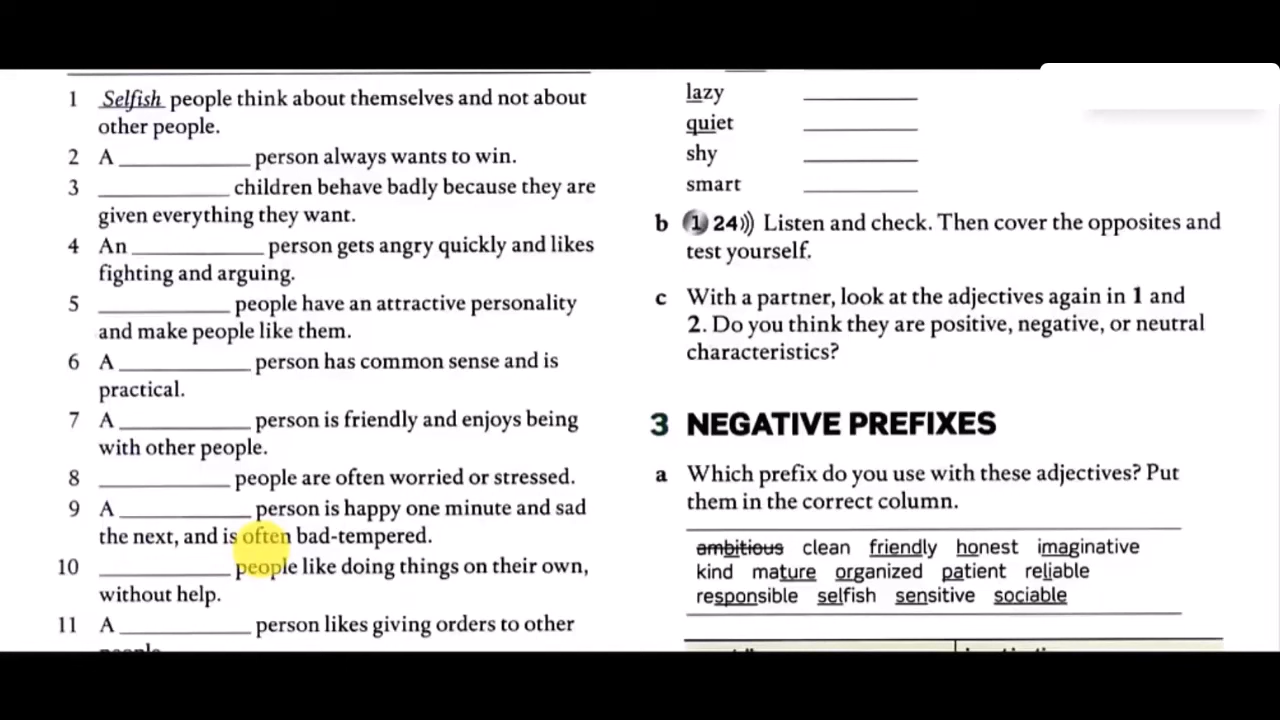 1 Selfish people think about themselves and not about
other people.
2 A ____________ person always wants to win.
3 ____________ children behave badly because they are
given everything they want.
4 An ____________ person gets angry quickly and likes
fighting and arguing.
5 ____________ people have an attractive personality
and make people like them.
6 A ____________ person has common sense and is
practical.
7 A ____________ person is friendly and enjoys being
with other people.
8 ____________ people are often worried or stressed.
9 A ____________ person is happy one minute and sad
the next, and is often bad-tempered.
10 ____________ people like doing things on their own,
without help.
11 A ____________ person likes giving orders to other
lazy ____________
quiet ____________
shy ____________
smart ____________
b 1 24))) Listen and check. Then cover the opposites and
test yourself.
c With a partner, look at the adjectives again in 1 and
2. Do you think they are positive, negative, or neutral
characteristics?
3 NEGATIVE PREFIXES
a Which prefix do you use with these adjectives? Put
them in the correct column.
ambitious clean friendly honest imaginative
kind mature organized patient reliable
responsible selfish sensitive sociable